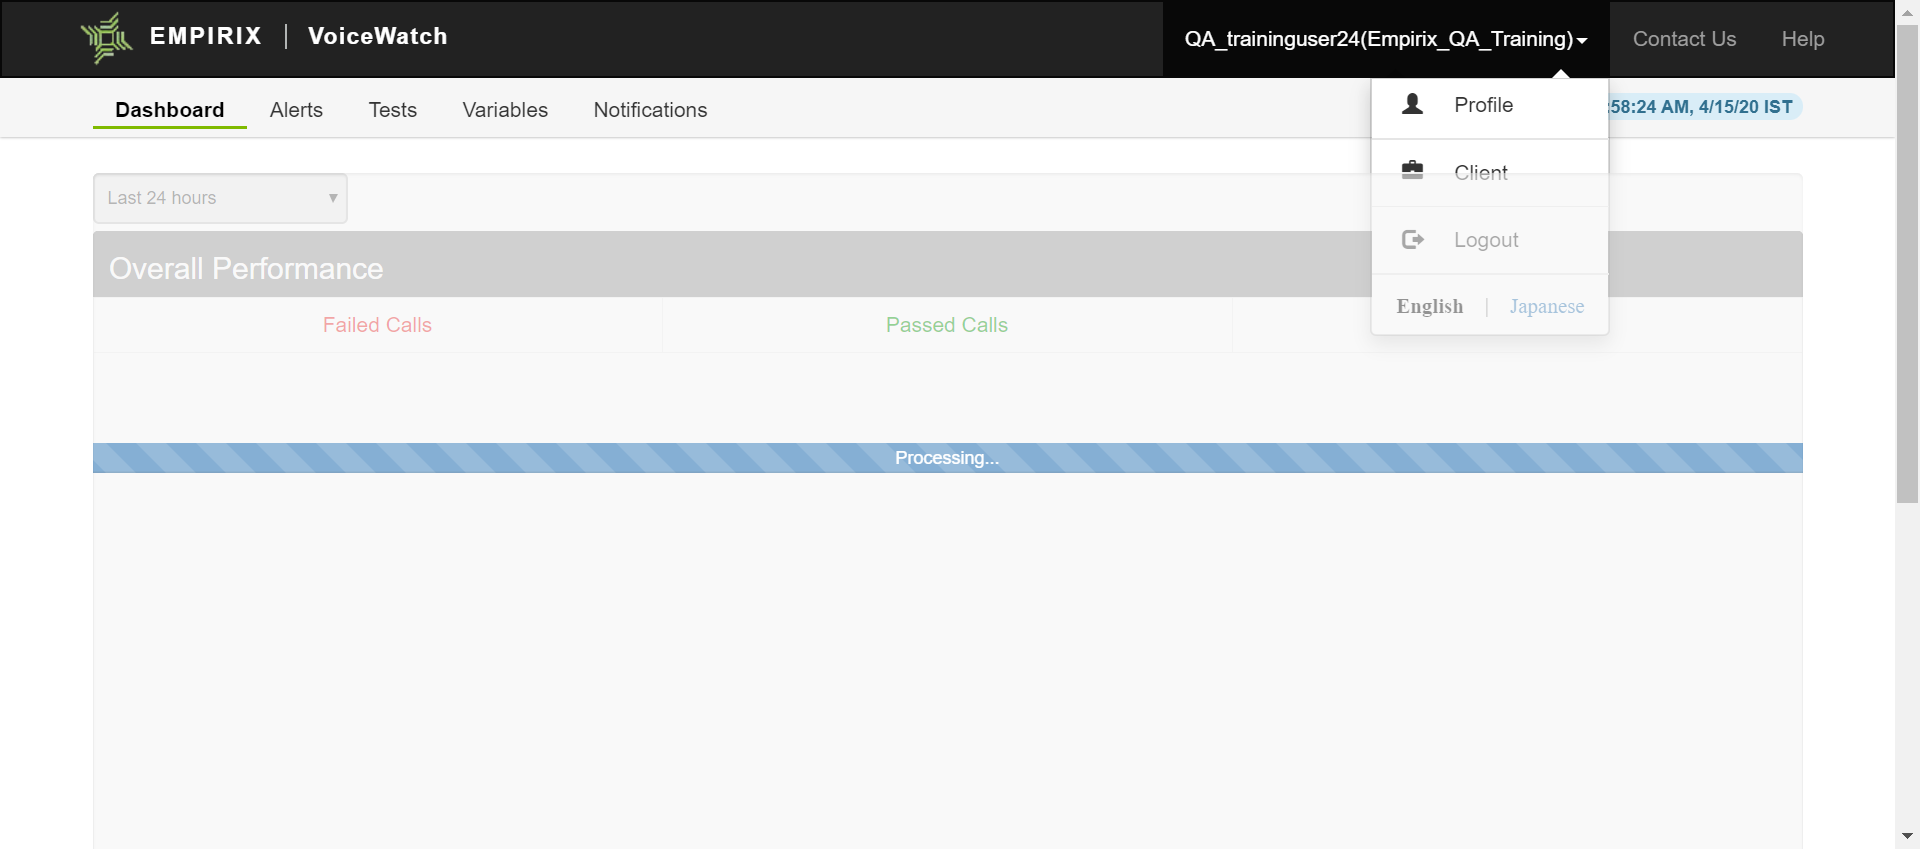 EMPIRIX | VoiceWatch
QA_traininguser24(Empirix_QA_Training)
Contact Us
Help
Dashboard
Alerts
Tests
Variables
Notifications
:58:24 AM, 4/15/20 IST
Profile
Client
Logout
English | Japanese
Last 24 hours
Overall Performance
Failed Calls
Passed Calls
Processing...